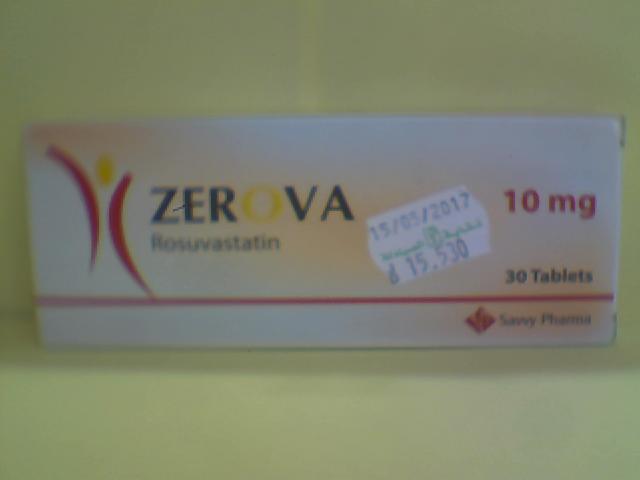 ZEROVA
Rosuvastatin
15/05/2017
15.530
10 mg
30 Tablets
Savvy Pharma